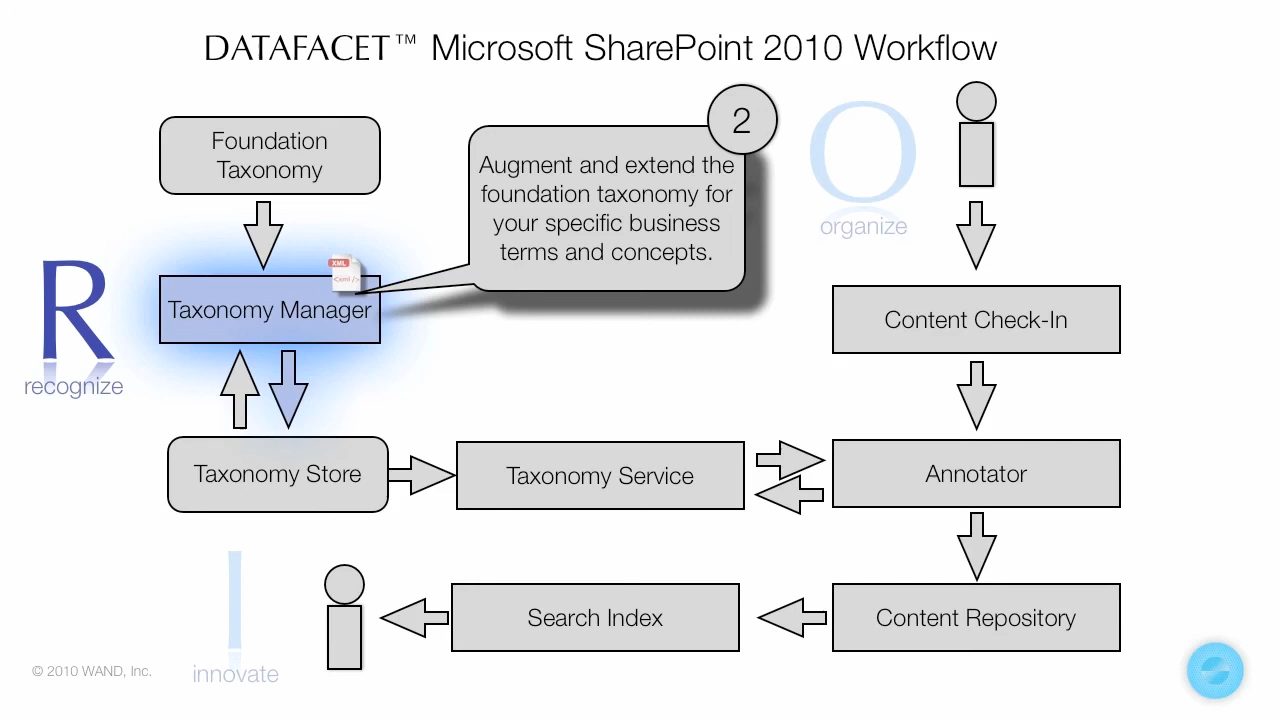 DATAFACET™ Microsoft SharePoint 2010 Workflow
2
Foundation
Taxonomy
Augment and extend the
foundation taxonomy for
your specific business
terms and concepts.
O
organize
R
recognize
XML
<xml />
Taxonomy Manager
Content Check-In
Taxonomy Store
Taxonomy Service
Annotator
I
innovate
Search Index
Content Repository
© 2010 WAND, Inc.